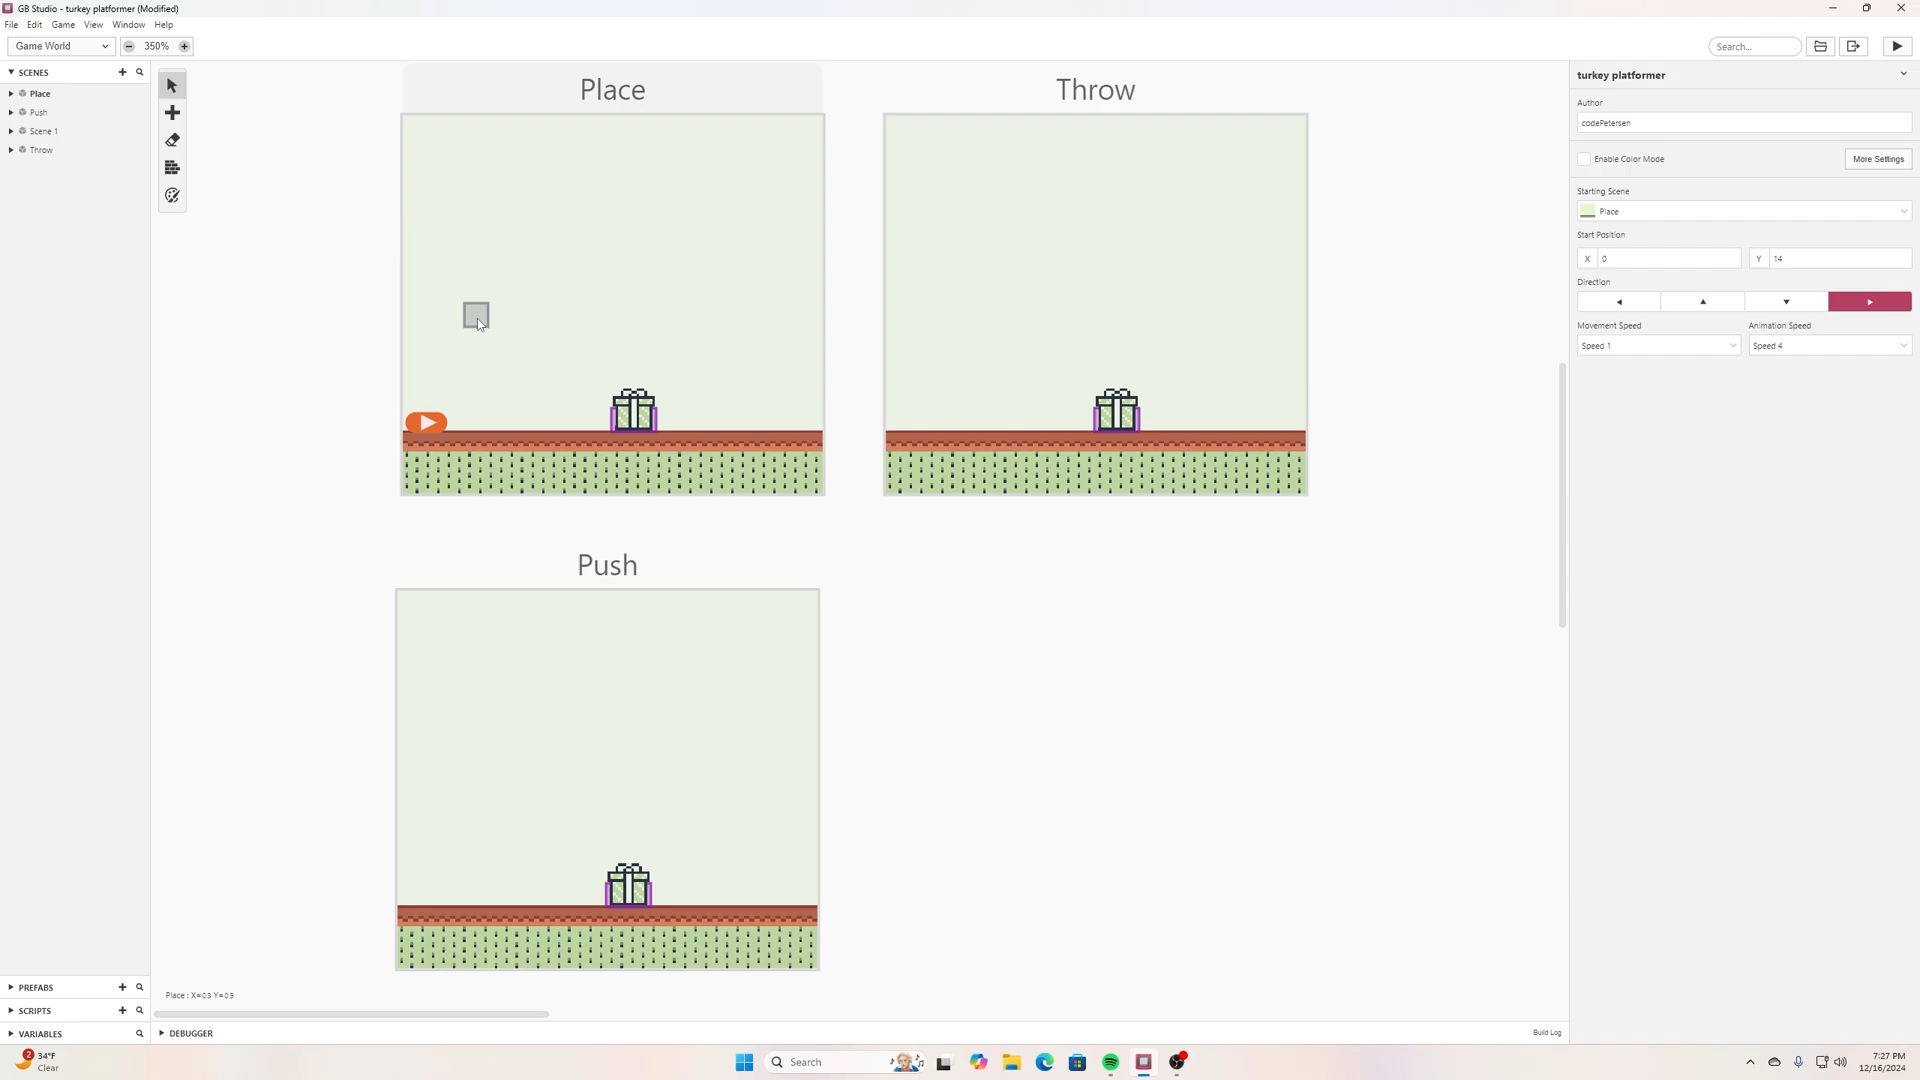 GB Studio - turkey platformer (Modified)
File Edit Game View Window Help
Game World
350%
Search...
SCENES
Place
Push
Scene 1
Throw
Place
Throw
Push
turkey platformer
Author
codePetersen
Enable Color Mode
More Settings
Starting Scene
Place
Start Position
X 0
Y 14
Direction
Movement Speed
Animation Speed
Speed 1
Speed 4
PREFABS
SCRIPTS
VARIABLES
Place : X=03 Y=09
DEBUGGER
Build Log
2
34°F
Clear
Search
7:27 PM
12/16/2024